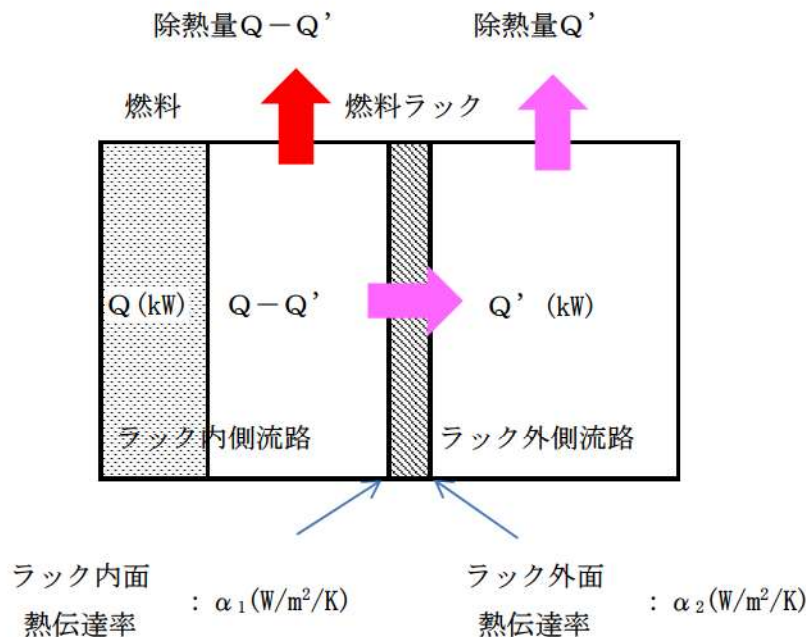 除熱量Q－Q’
除熱量Q’
燃料
燃料ラック
Q(kW)
Q－Q’
Q’ (kW)
ラック内側流路
ラック外側流路
ラック内面
熱伝達率
：α₁(W/m²/K)
ラック外面
熱伝達率
：α₂(W/m²/K)